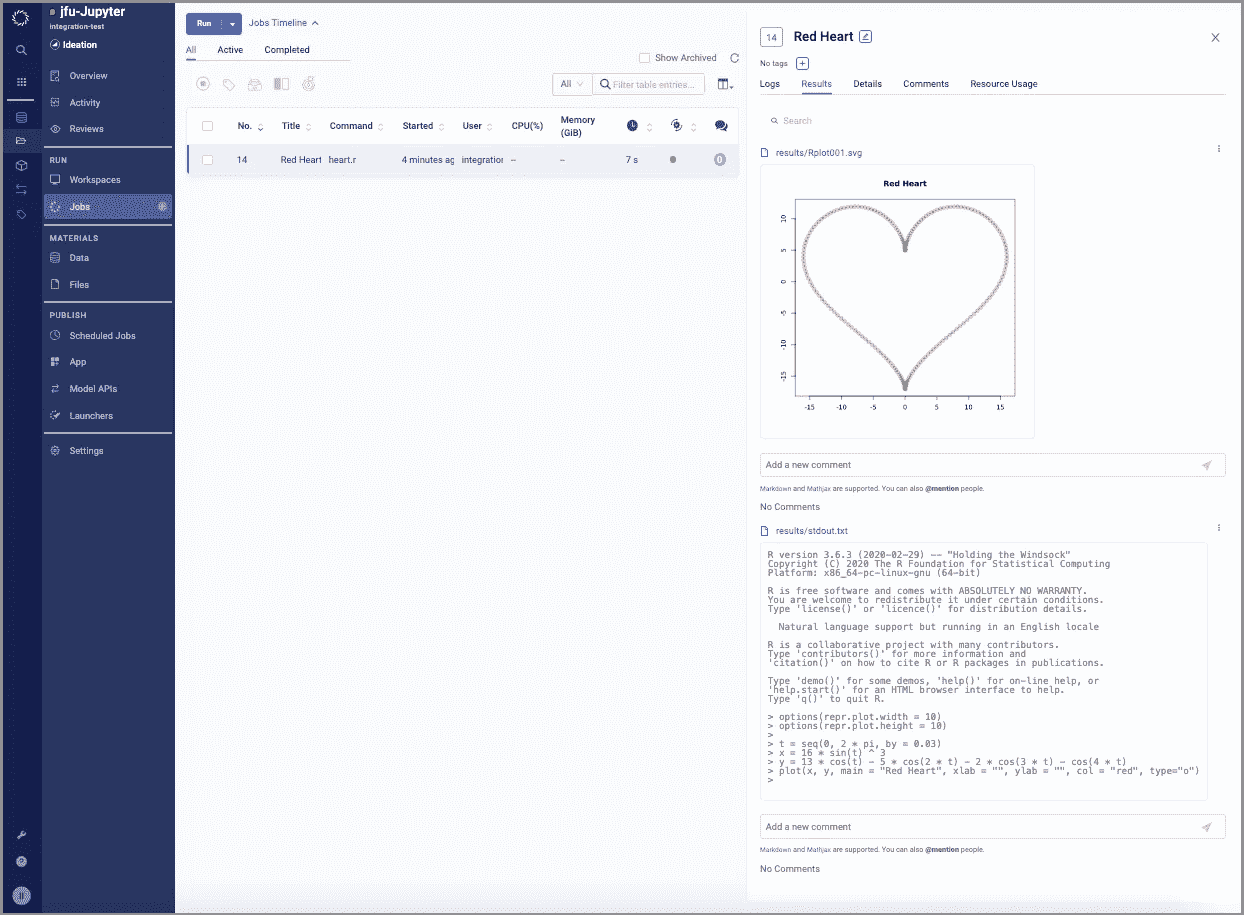 jfu-Jupyter
integration-test
Ideation
Overview
Activity
Reviews
RUN
Workspaces
Jobs
MATERIALS
Data
Files
PUBLISH
Scheduled Jobs
App
Model APIs
Launchers
Settings
Run
Jobs Timeline
All
Active
Completed
Show Archived
All
Filter table entries...
No.
Title
Command
Started
User
CPU(%)
Memory
(GiB)
14
Red Heart
heart.r
4 minutes ag
integration
–
–
7 s
0
14
Red Heart
No tags
Logs
Results
Details
Comments
Resource Usage
Search
results/Rplot001.svg
Red Heart
10
5
0
-5
-10
-15
-15 -10 -5 0 5 10 15
Add a new comment
Markdown and Mathjax are supported. You can also @mention people.
No Comments
results/stdout.txt
R version 3.6.3 (2020-02-29) -- "Holding the Windsock"
Copyright (C) 2020 The R Foundation for Statistical Computing
Platform: x86_64-pc-linux-gnu (64-bit)
R is free software and comes with ABSOLUTELY NO WARRANTY.
You are welcome to redistribute it under certain conditions.
Type 'license()' or 'licence()' for distribution details.
Natural language support but running in an English locale
R is a collaborative project with many contributors.
Type 'contributors()' for more information and
'citation()' on how to cite R or R packages in publications.
Type 'demo()' for some demos, 'help()' for on-line help, or
'help.start()' for an HTML browser interface to help.
Type 'q()' to quit R.
> options(repr.plot.width = 10)
> options(repr.plot.height = 10)
>
> t = seq(0, 2 * pi, by = 0.03)
> x = 16 * sin(t) ^ 3
> y = 13 * cos(t) - 5 * cos(2 * t) - 2 * cos(3 * t) - cos(4 * t)
> plot(x, y, main = "Red Heart", xlab = "", ylab = "", col = "red", type="o")
>
Add a new comment
Markdown and Mathjax are supported. You can also @mention people.
No Comments